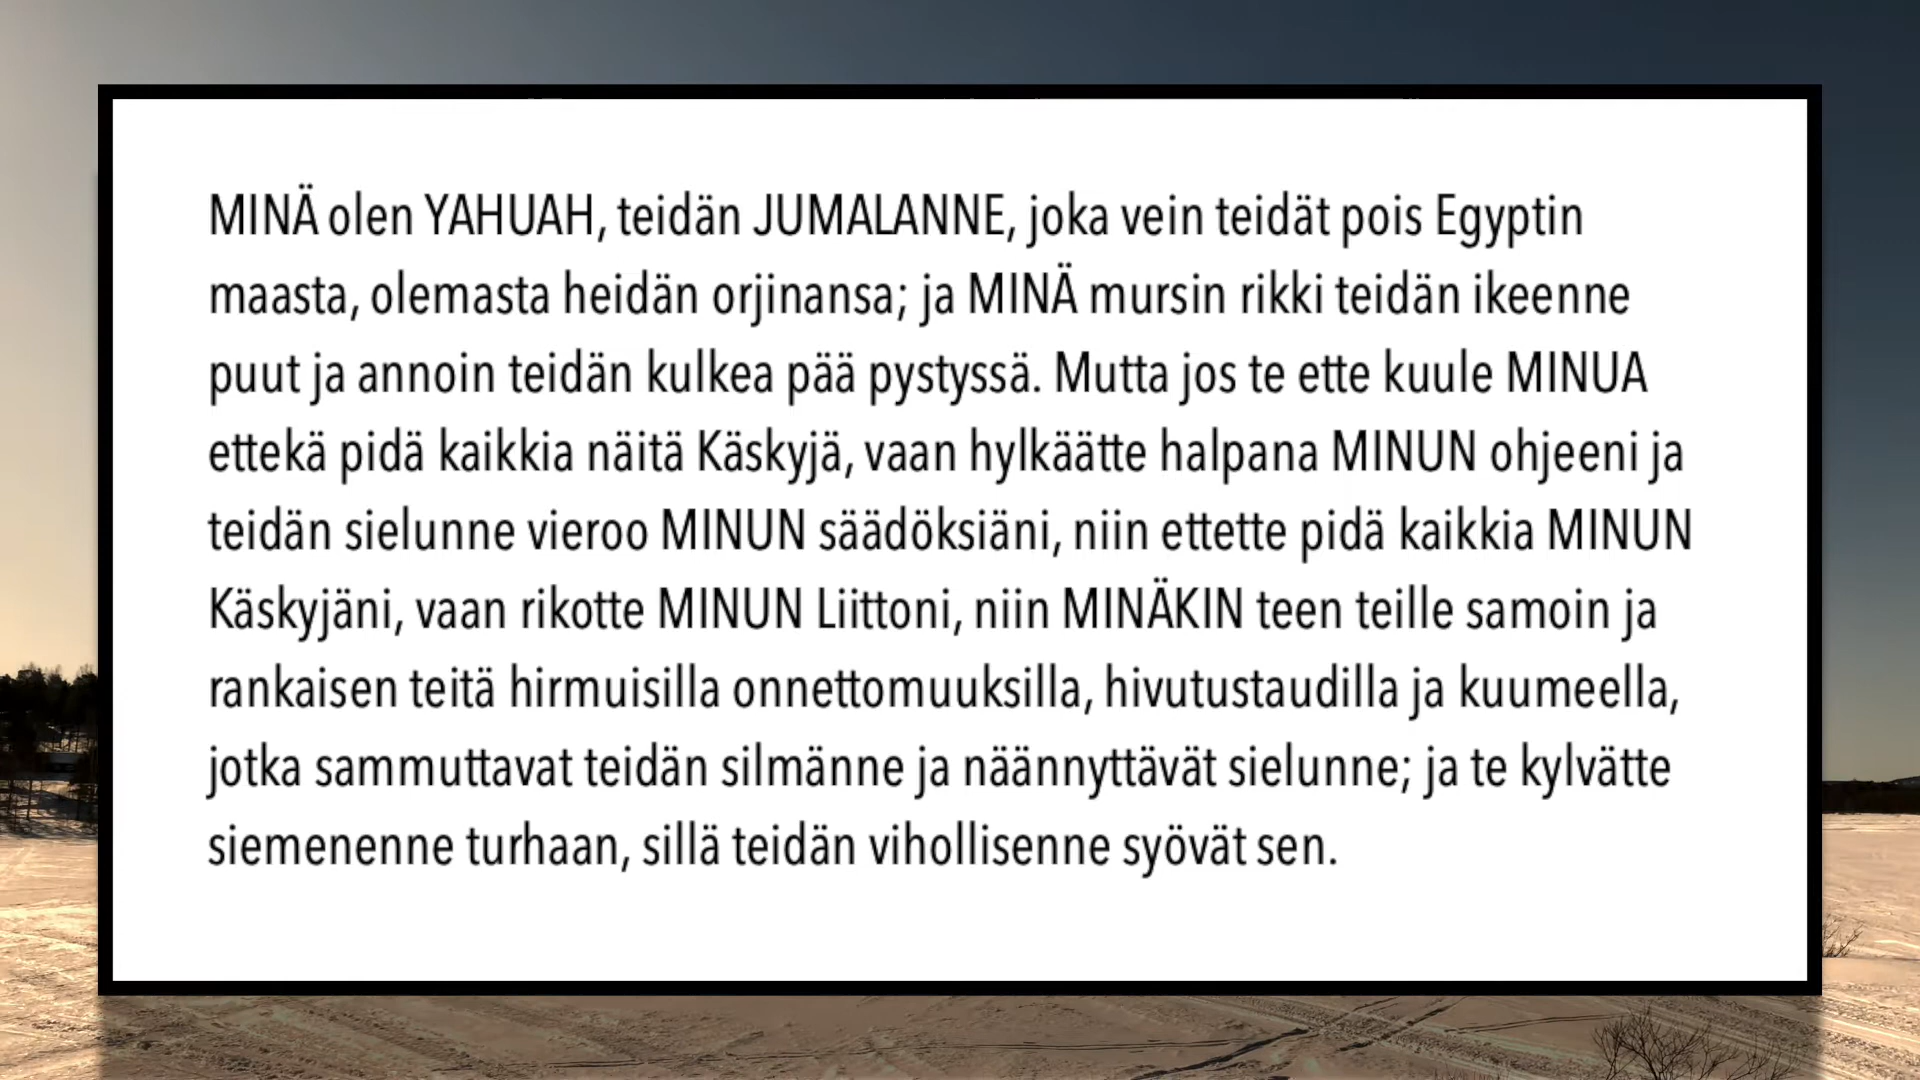 MINÄ olen YAHUAH, teidän JUMALANNE, joka vein teidät pois Egyptin
maasta, olemasta heidän orjinansa; ja MINÄ mursin rikki teidän ikeenne
puut ja annoin teidän kulkea pää pystyssä. Mutta jos te ette kuule MINUA
ettekä pidä kaikkia näitä Käskyjä, vaan hylkäätte halpana MINUN ohjeeni ja
teidän sielunne vieroo MINUN säädöksiäni, niin ettette pidä kaikkia MINUN
Käskyjäni, vaan rikotte MINUN Liittoni, niin MINÄKIN teen teille samoin ja
rankaisen teitä hirmuisilla onnettomuuksilla, hivutustaudilla ja kuumeella,
jotka sammuttavat teidän silmänne ja näännyttävät sielunne; ja te kylvätte
siemenenne turhaan, sillä teidän vihollisenne syövät sen.